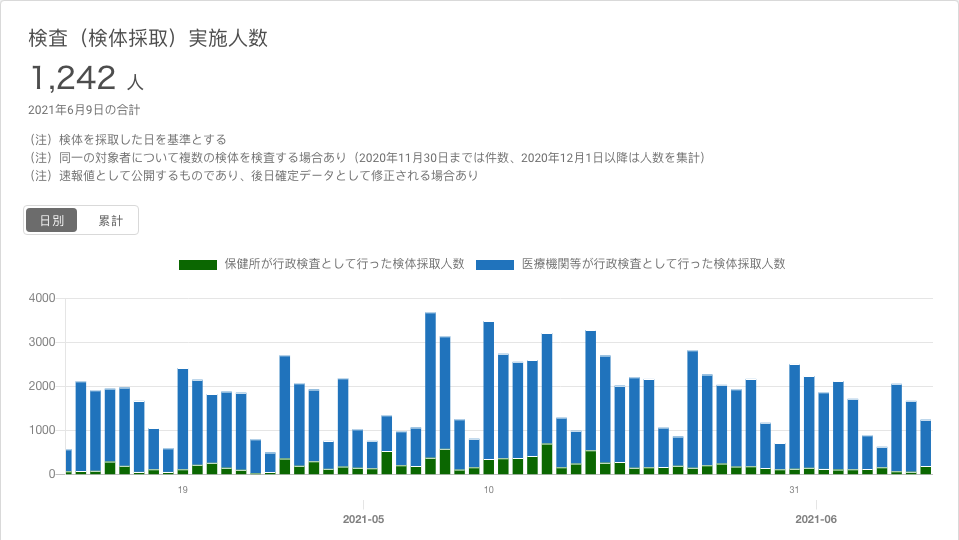 検査（検体採取）実施人数
1,242 人
2021年6月9日の合計
（注）検体を採取した日を基準とする
（注）同一の対象者について複数の検体を検査する場合あり（2020年11月30日までは件数、2020年12月1日以降は人数を集計）
（注）速報値として公開するものであり、後日確定データとして修正される場合あり
日別 累計
保健所が行政検査として行った検体採取人数 医療機関等が行政検査として行った検体採取人数
4000
3000
2000
1000
0
19 10 31
2021-05 2021-06